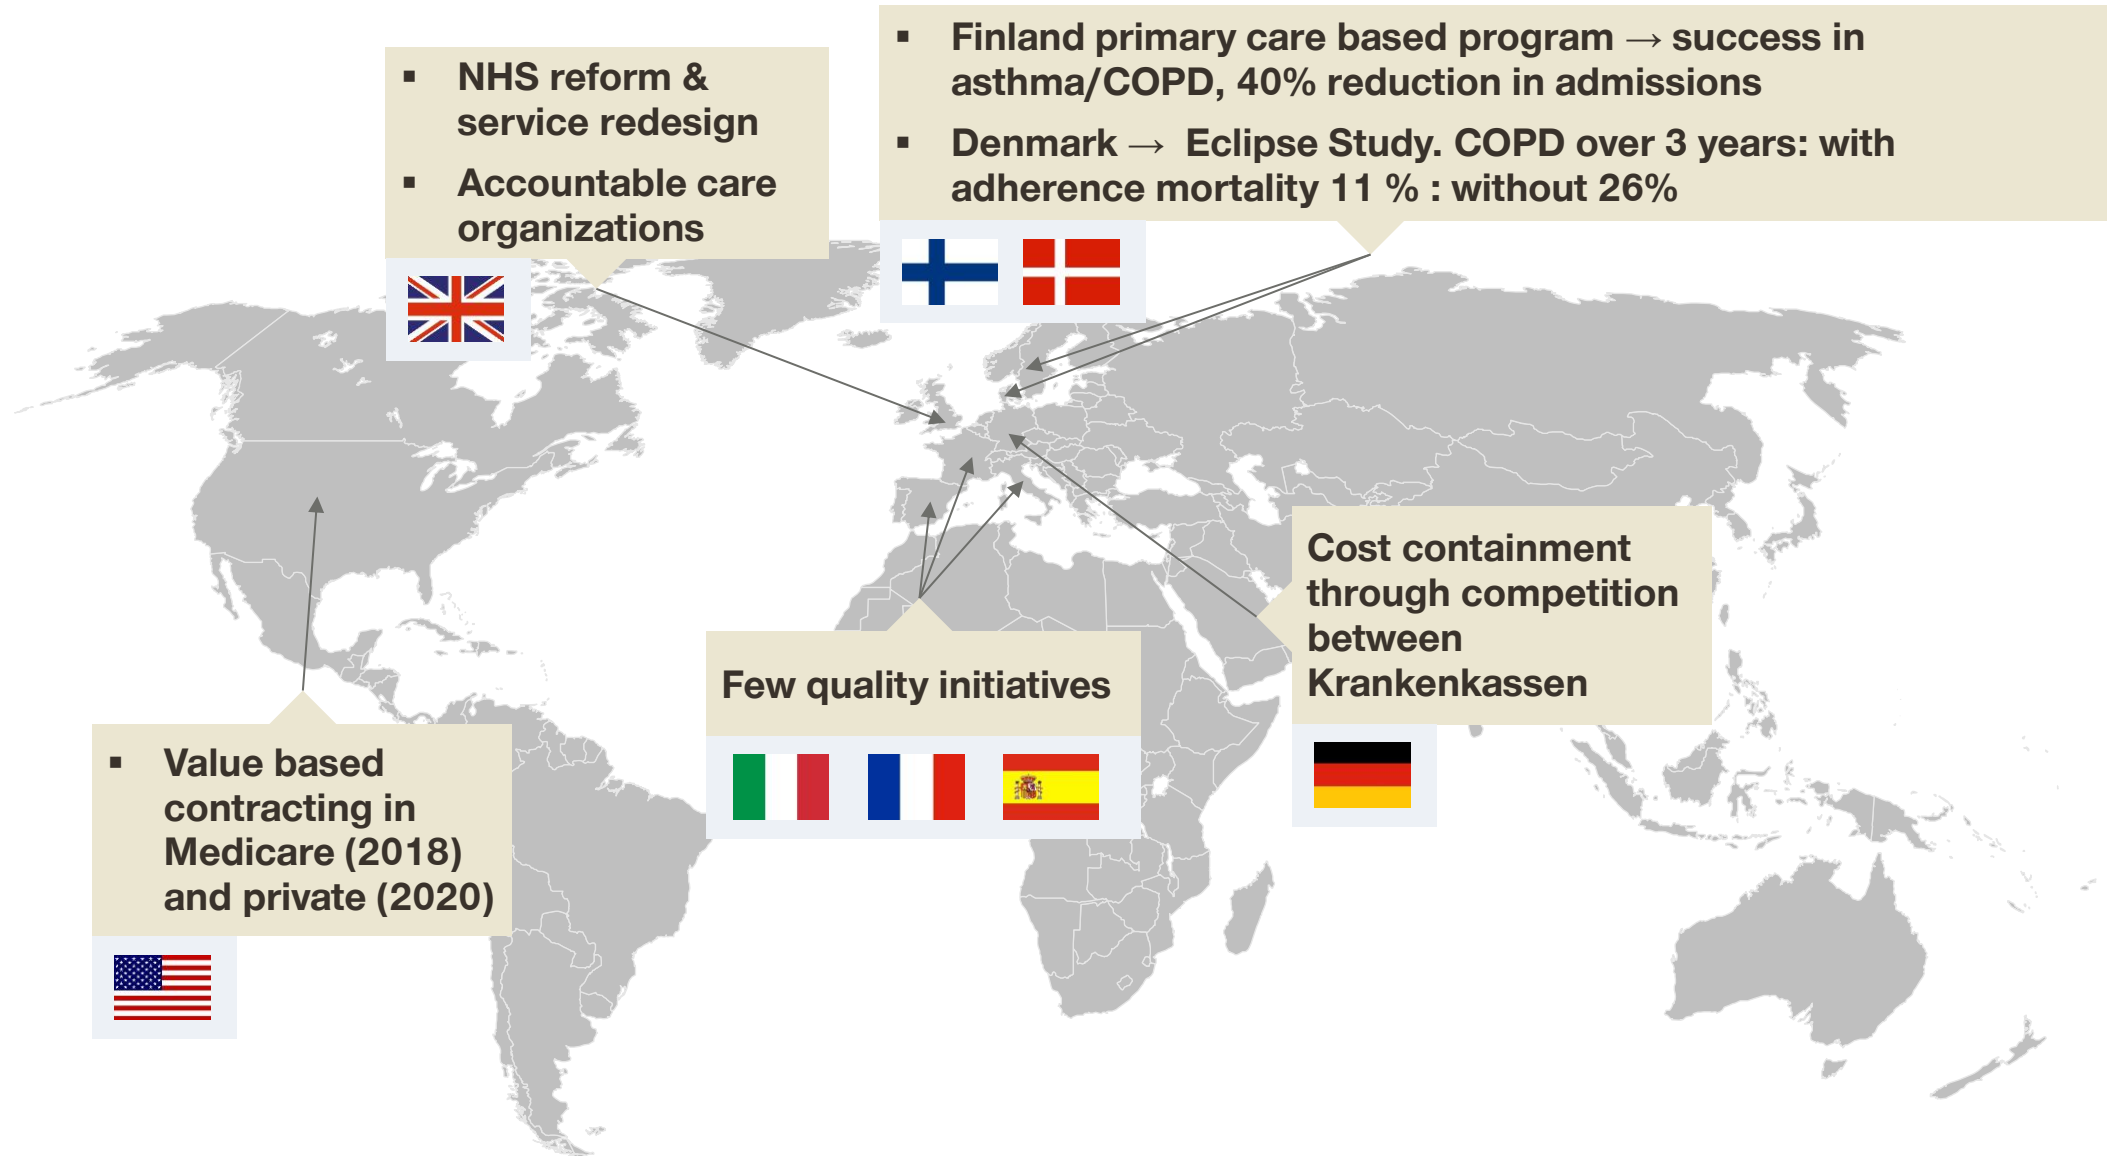 ▪ NHS reform &
service redesign
▪ Accountable care
organizations
▪ Finland primary care based program → success in
asthma/COPD, 40% reduction in admissions
▪ Denmark → Eclipse Study. COPD over 3 years: with
adherence mortality 11 % : without 26%
Cost containment
through competition
between
Krankenkassen
Few quality initiatives
▪ Value based
contracting in
Medicare (2018)
and private (2020)